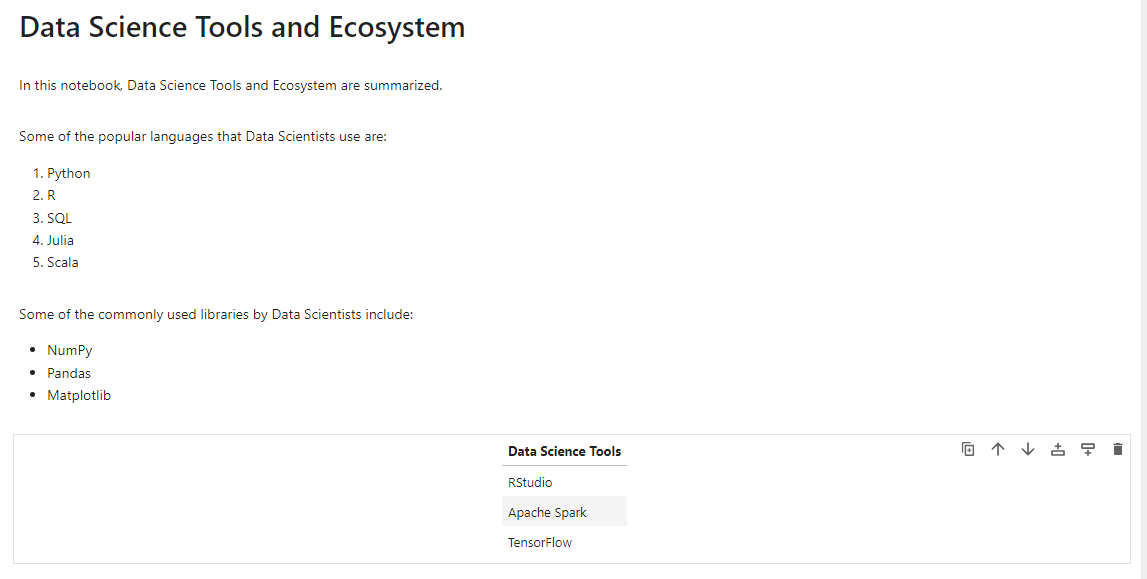 Data Science Tools and Ecosystem
In this notebook, Data Science Tools and Ecosystem are summarized.
Some of the popular languages that Data Scientists use are:
1. Python
2. R
3. SQL
4. Julia
5. Scala
Some of the commonly used libraries by Data Scientists include:
• NumPy
• Pandas
• Matplotlib
Data Science Tools
RStudio
Apache Spark
TensorFlow